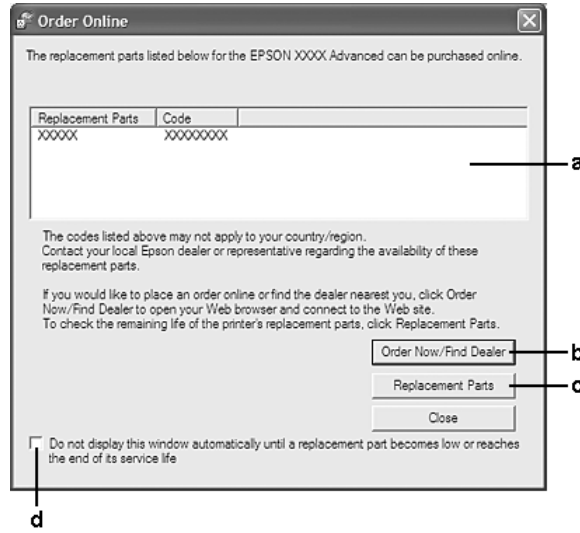 Order Online
The replacement parts listed below for the EPSON XXXX Advanced can be purchased online.
Replacement Parts Code
XXXXX XXXXXXXX
a
The codes listed above may not apply to your country/region.
Contact your local Epson dealer or representative regarding the availability of these
replacement parts.
If you would like to place an order online or find the dealer nearest you, click Order
Now/Find Dealer to open your Web browser and connect to the Web site.
To check the remaining life of the printer's replacement parts, click Replacement Parts.
Order Now/Find Dealer b
Replacement Parts c
Close
Do not display this window automatically until a replacement part becomes low or reaches
the end of its service life
d